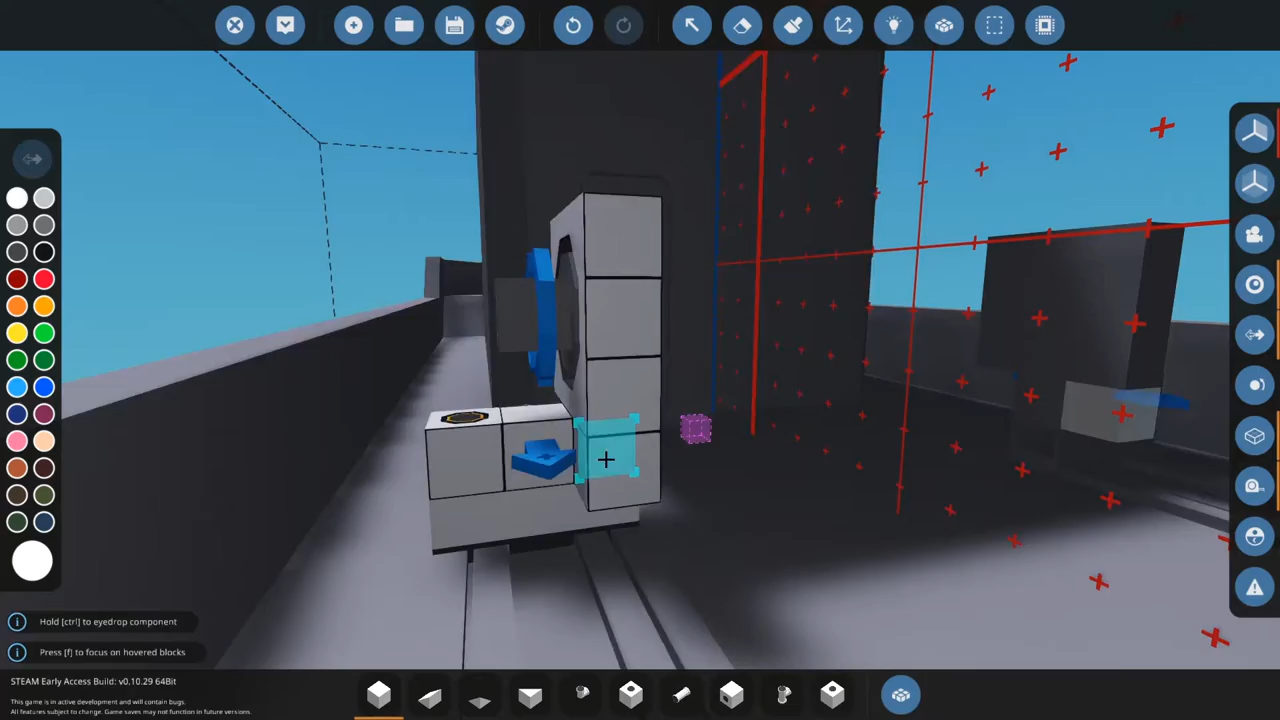 Hold [ctrl] to eyedrop component
Press [f] to focus on hovered blocks
STEAM Early Access Build: v0.10.29 64Bit
This game is in active development and will contain bugs.
All features subject to change. Game saves may not function in future versions.